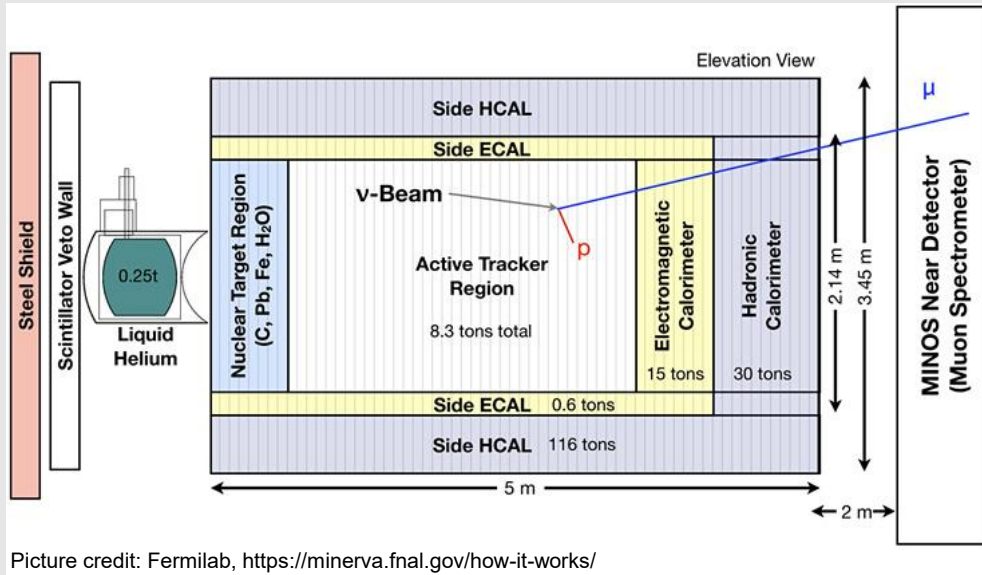 Elevation View
Steel Shield
Scintillator Veto Wall
0.25t
Liquid
Helium
Side HCAL
Side ECAL
Nuclear Target Region
(C, Pb, Fe, H₂O)
ν-Beam
p
μ
Active Tracker
Region
8.3 tons total
Electromagnetic
Calorimeter
15 tons
Hadronic
Calorimeter
30 tons
Side ECAL 0.6 tons
Side HCAL 116 tons
2.14 m
3.45 m
5 m
2 m
MINOS Near Detector
(Muon Spectrometer)
Picture credit: Fermilab, https://minerva.fnal.gov/how-it-works/